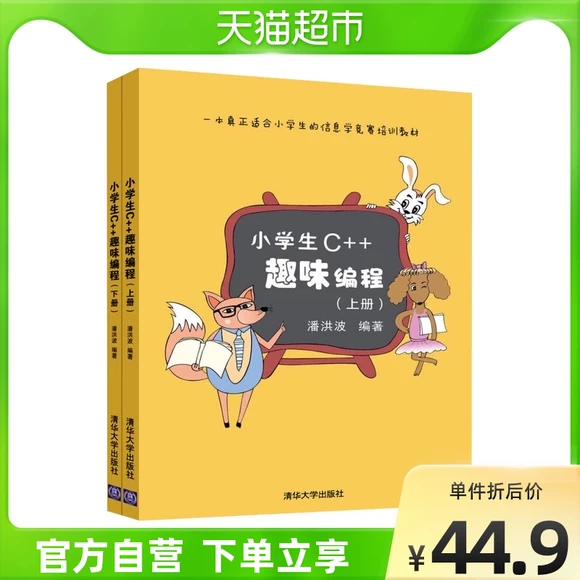 天猫超市
一本真正适合小学生的信息学竞赛培训教材
小学生C++
趣味编程
（上册）
潘洪波 编著
清华大学出版社
小学生C++趣味编程（下册）
潘洪波 编著
清华大学出版社
小学生C++趣味编程（上册）
潘洪波 编著
清华大学出版社
单件折后价
¥44.9
官方自营 下单立享